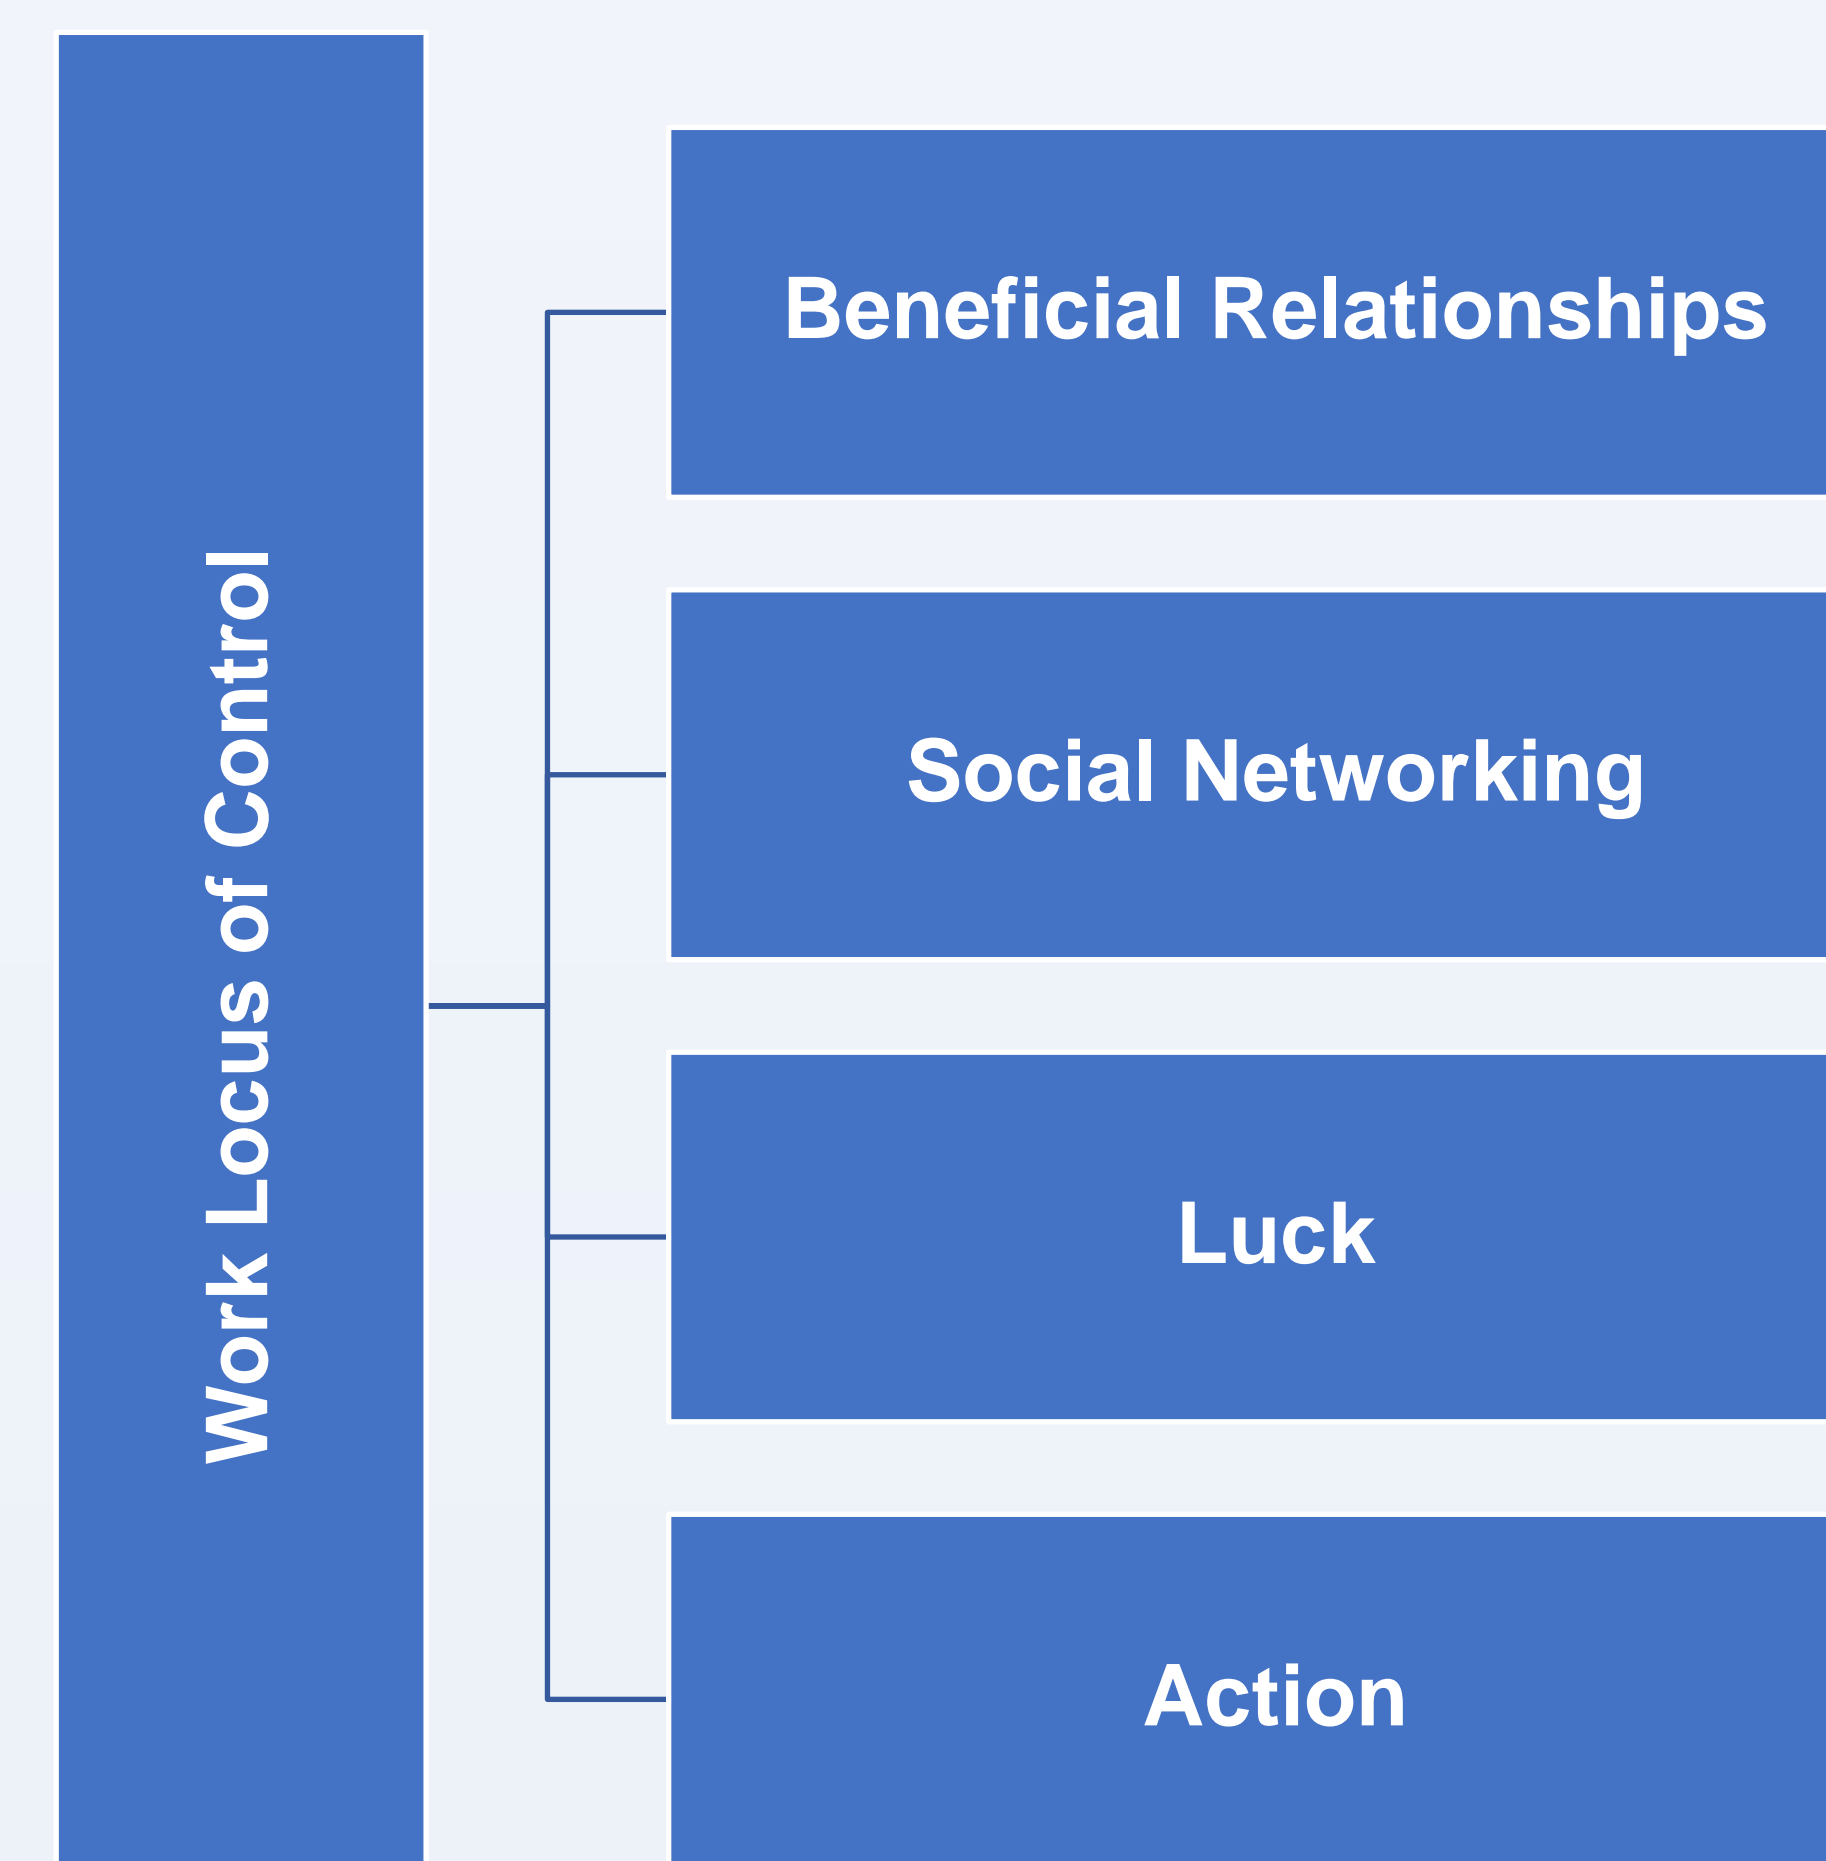 Work Locus of Control
Beneficial Relationships
Social Networking
Luck
Action